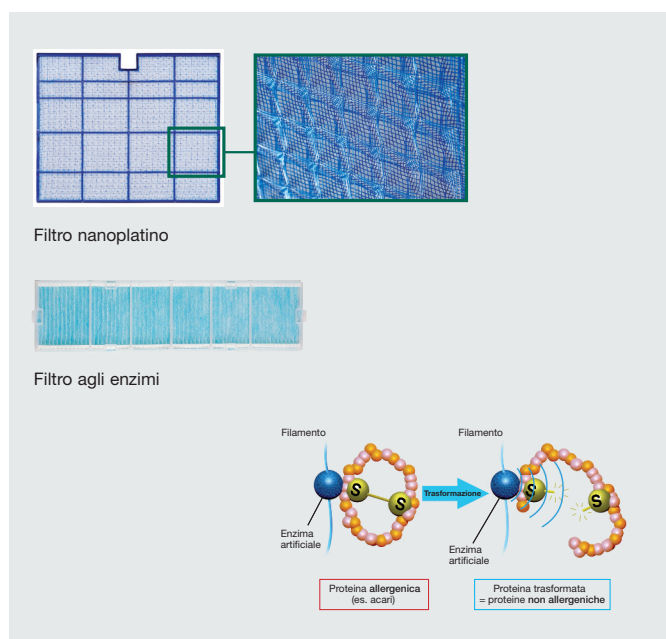 Filtro nanoplatino
Filtro agli enzimi
Filamento
S
S
Enzima
artificiale
Trasformazione
Filamento
S
S
Enzima
artificiale
Proteina allergenica
(es. acari)
Proteina trasformata
= proteine non allergeniche